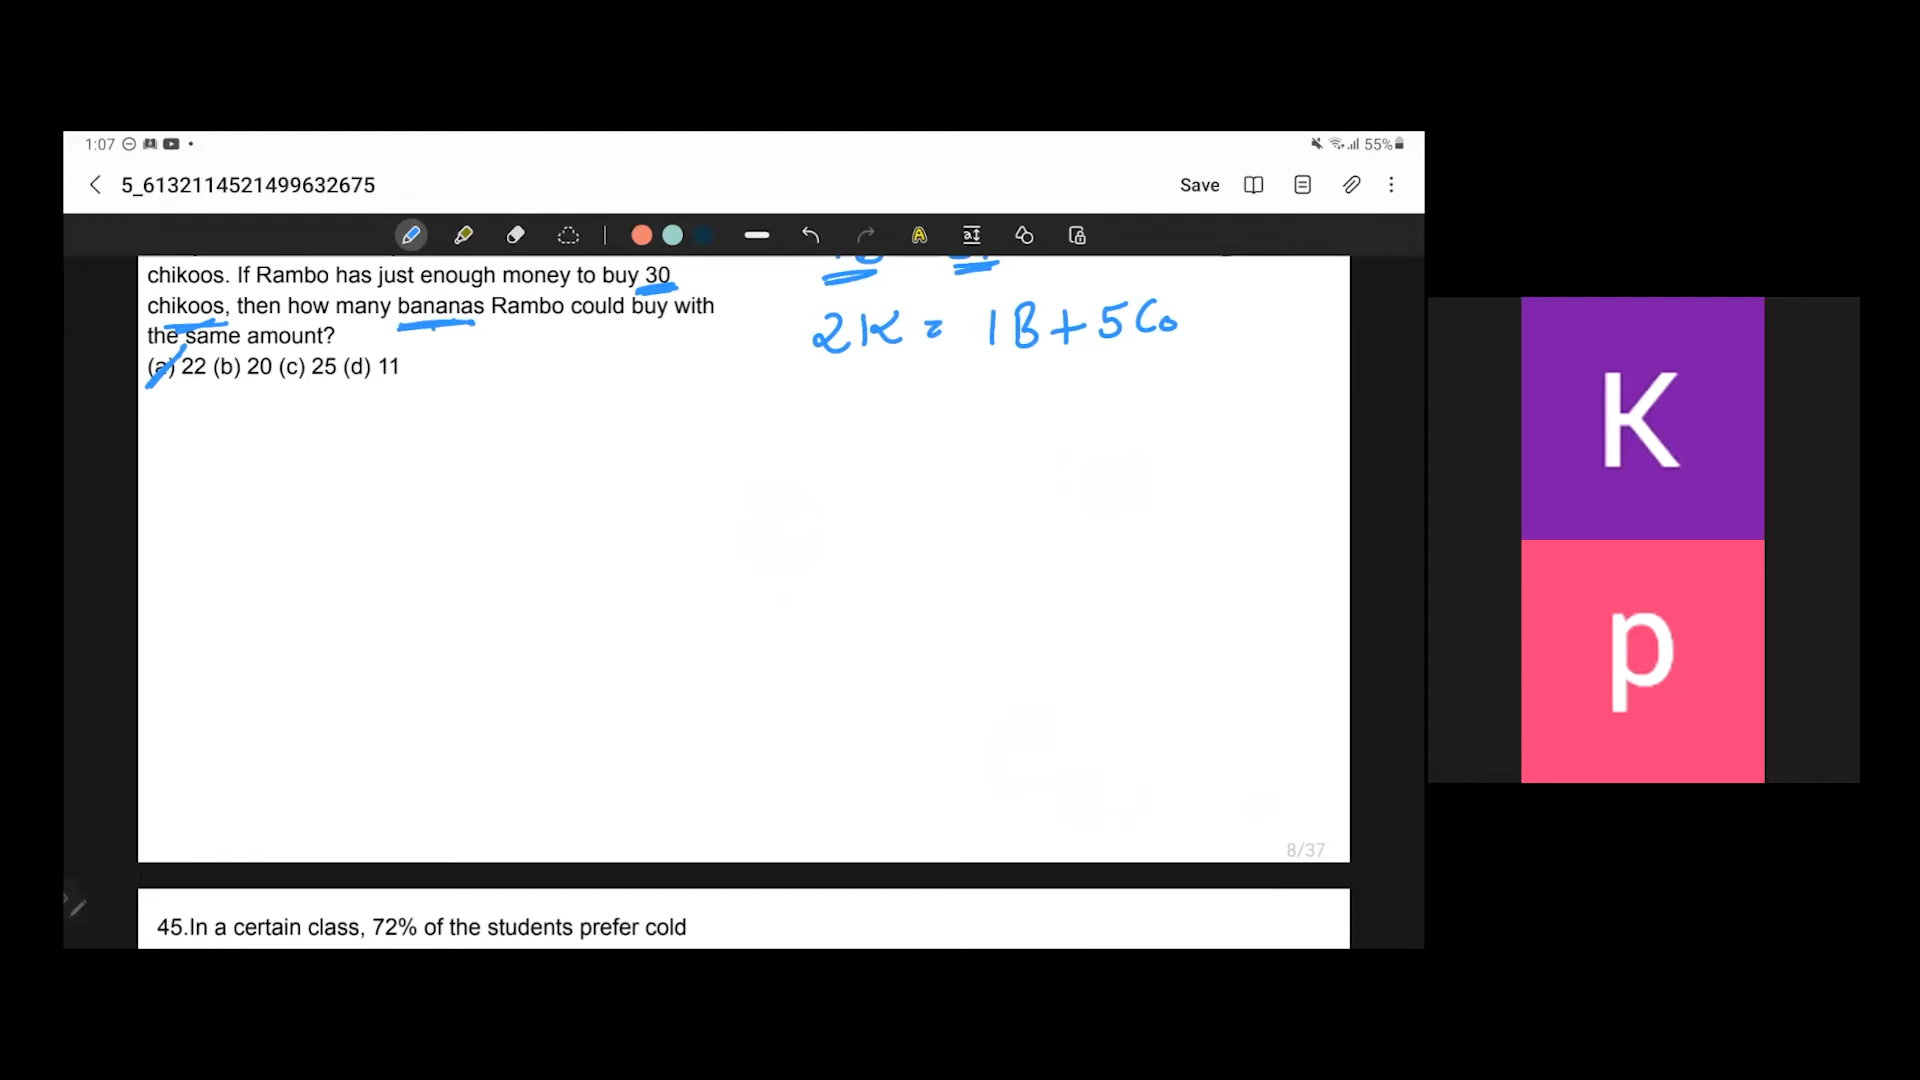 1:07 55%
5_6132114521499632675 Save
chikoos. If Rambo has just enough money to buy 30
chikoos, then how many bananas Rambo could buy with
the same amount?
(a) 22 (b) 20 (c) 25 (d) 11
2K = 1B + 5Co
8/37
45.In a certain class, 72% of the students prefer cold
K
p